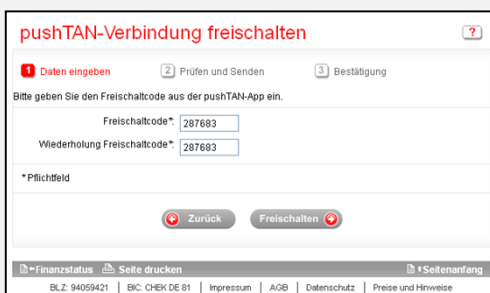 pushTAN-Verbindung freischalten ?
1 Daten eingeben 2 Prüfen und Senden 3 Bestätigung
Bitte geben Sie den Freischaltcode aus der pushTAN-App ein.
Freischaltcode*: 287683
Wiederholung Freischaltcode*: 287683
*Pflichtfeld
Zurück Freischalten
Finanzstatus Seite drucken Seitenanfang
BLZ: 94059421 | BIC: CHEK DE 81 | Impressum | AGB | Datenschutz | Preise und Hinweise